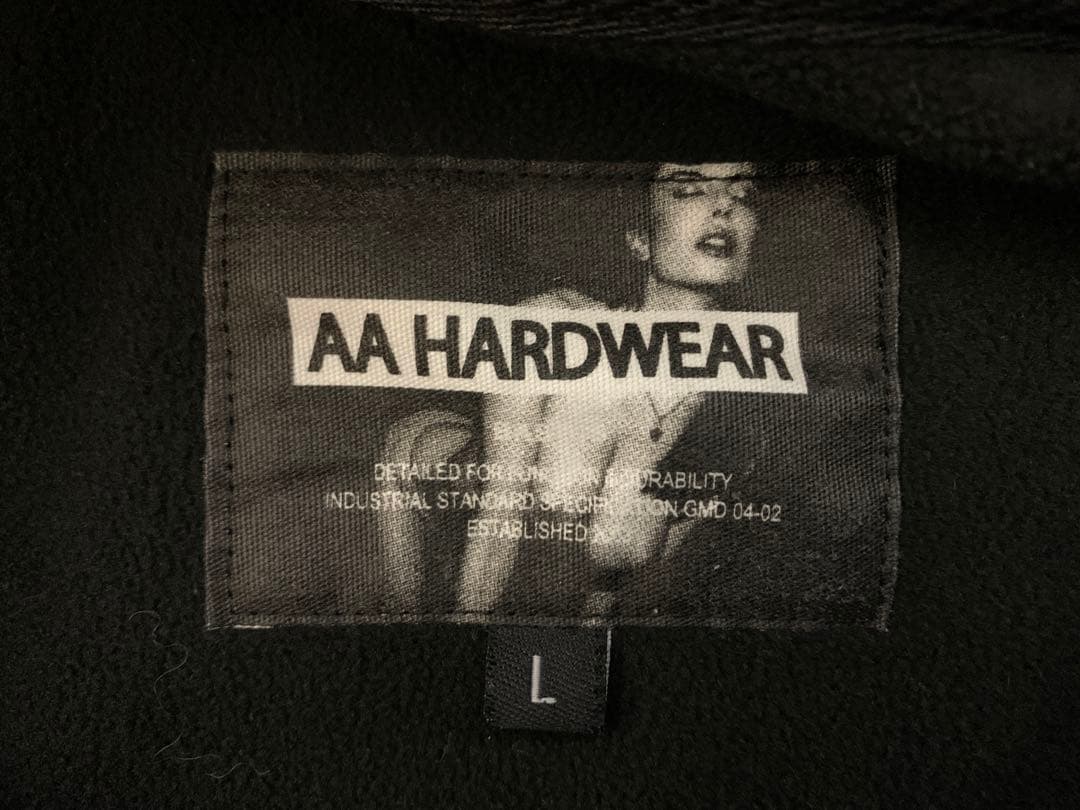 AA HARDWEAR
DETAILED FOR
INDUSTRIAL STANDARD GMD 04-02
ESTABLISHED
L